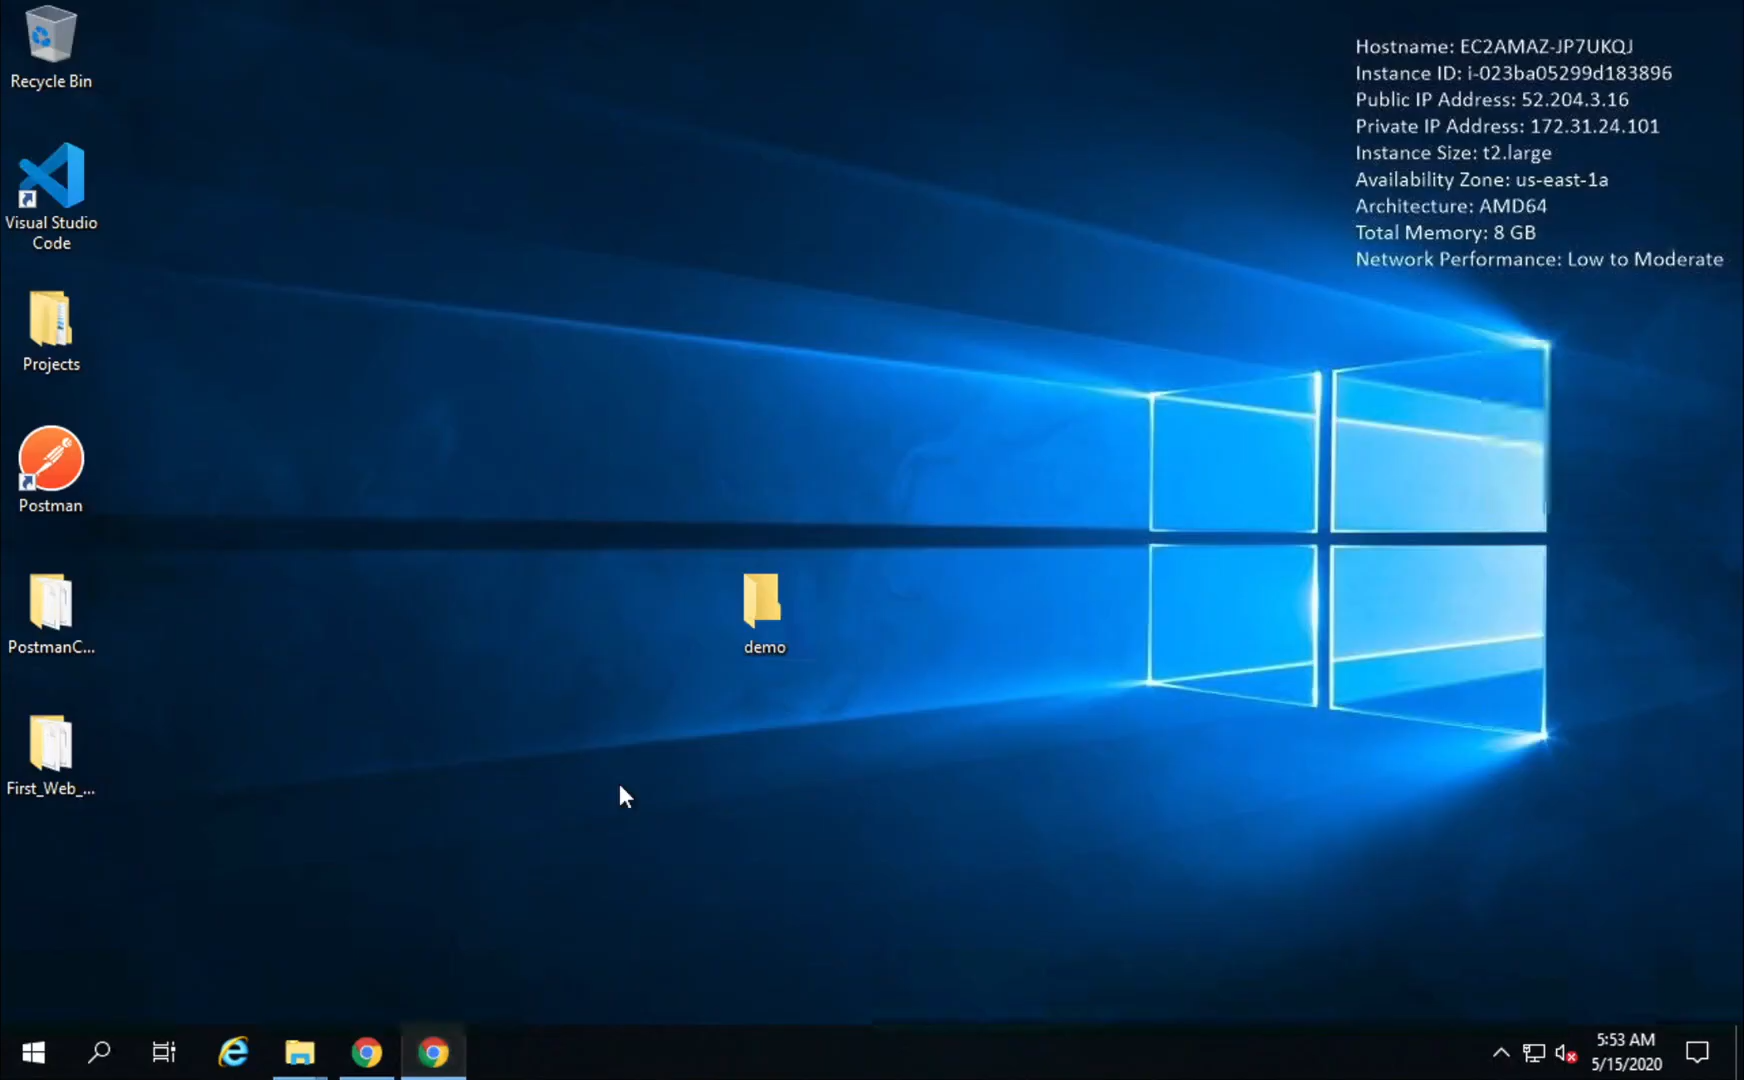 Recycle Bin
Visual Studio
Code
Projects
Postman
PostmanC...
First_Web_...
demo
Hostname: EC2AMAZ-JP7UKQJ
Instance ID: i-023ba05299d183896
Public IP Address: 52.204.3.16
Private IP Address: 172.31.24.101
Instance Size: t2.large
Availability Zone: us-east-1a
Architecture: AMD64
Total Memory: 8 GB
Network Performance: Low to Moderate
5:53 AM
5/15/2020